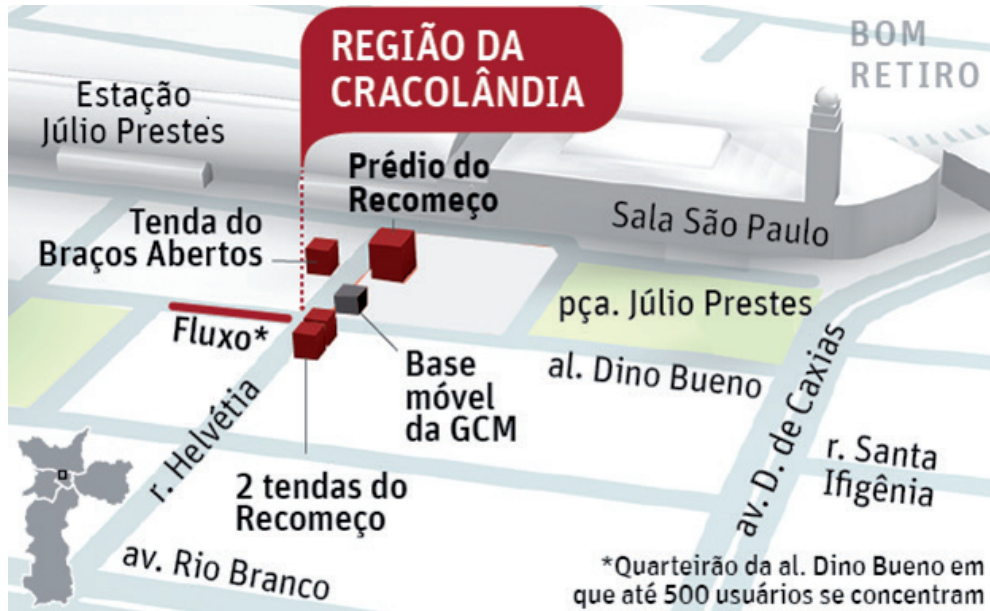 REGIÃO DA
CRACOLÂNDIA
BOM
RETIRO
Estação
Júlio Prestes
Prédio do
Recomeço
Sala São Paulo
Tenda do
Braços Abertos
pça. Júlio Prestes
Fluxo*
al. Dino Bueno
Base
móvel
da GCM
av. D. de Caxias
r. Helvétia
r. Santa
Ifigênia
2 tendas do
Recomeço
av. Rio Branco
*Quarteirão da al. Dino Bueno em
que até 500 usuários se concentram